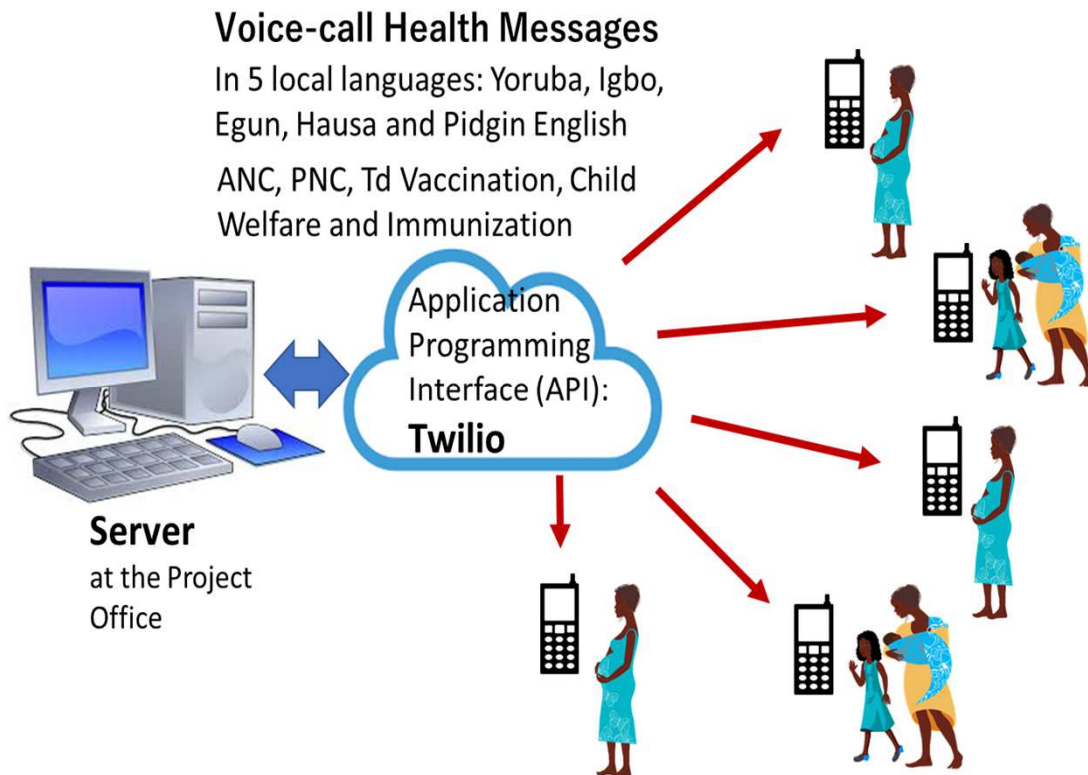 Voice-call Health Messages
In 5 local languages: Yoruba, Igbo,
Egun, Hausa and Pidgin English
ANC, PNC, Td Vaccination, Child
Welfare and Immunization
Application
Programming
Interface (API):
Twilio
Server
at the Project
Office